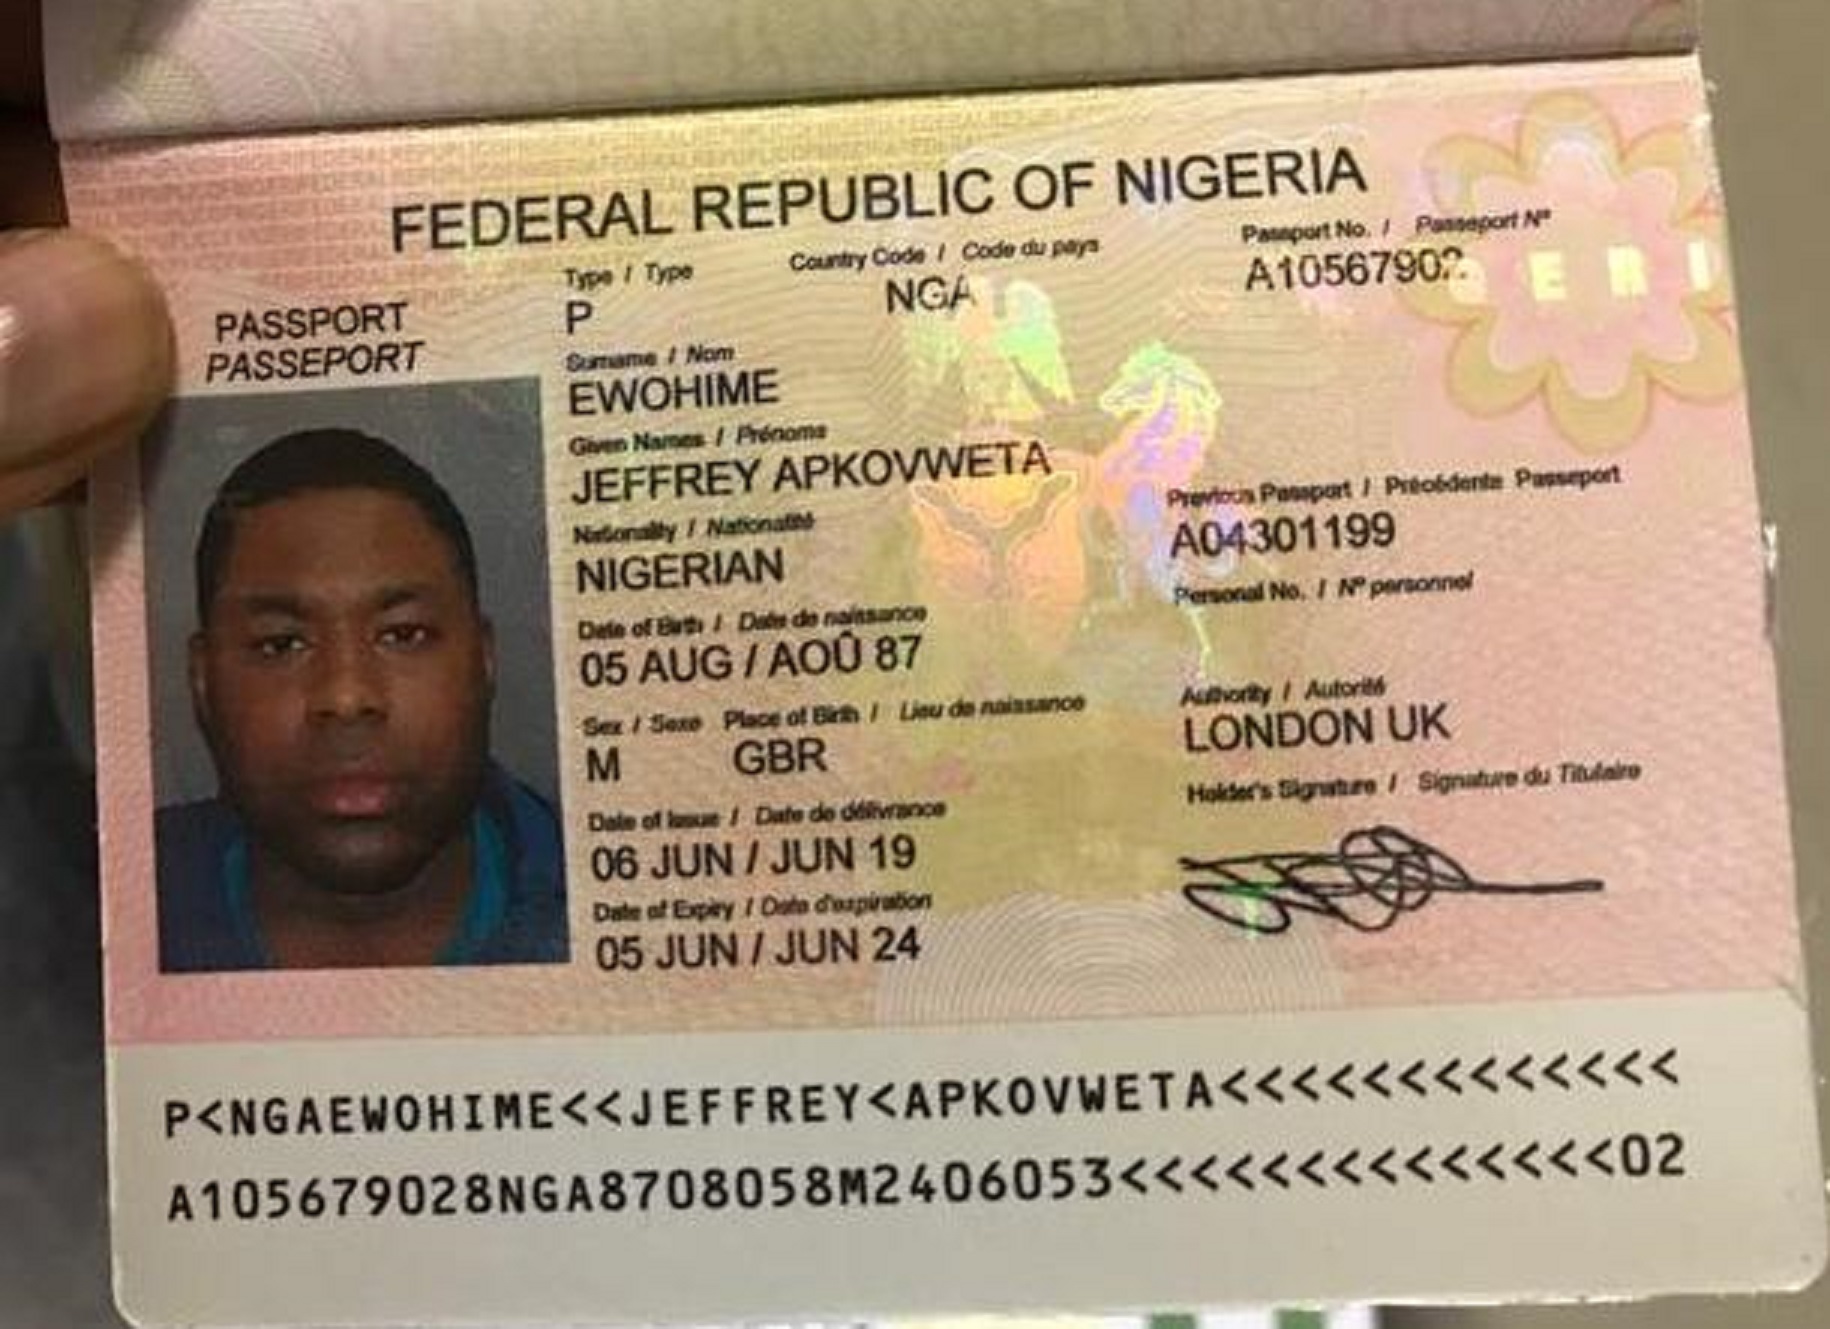 FEDERAL REPUBLIC OF NIGERIA
PASSPORT
PASSEPORT
Type / Type
P
Country Code / Code du pays
NGA
Passport No. / Passeport Nº
A10567902
ERI
Surname / Nom
EWOHIME
Given Names / Prénoms
JEFFREY APKOVWETA
Nationality / Nationalité
NIGERIAN
Previous Passport / Précédente Passeport
A04301199
Personal No. / Nº personnel
Date of Birth / Date de naissance
05 AUG / AOÛ 87
Sex / Sexe
M
Place of Birth / Lieu de naissance
GBR
Authority / Autorité
LONDON UK
Date of Issue / Date de délivrance
06 JUN / JUN 19
Holder's Signature / Signature du Titulaire
Date of Expiry / Date d'expiration
05 JUN / JUN 24
P<NGAEWOHIME<<JEFFREY<APKOVWETA<<<<<<<<<<<<<
A105679028NGA8708058M2406053<<<<<<<<<<<<<<02